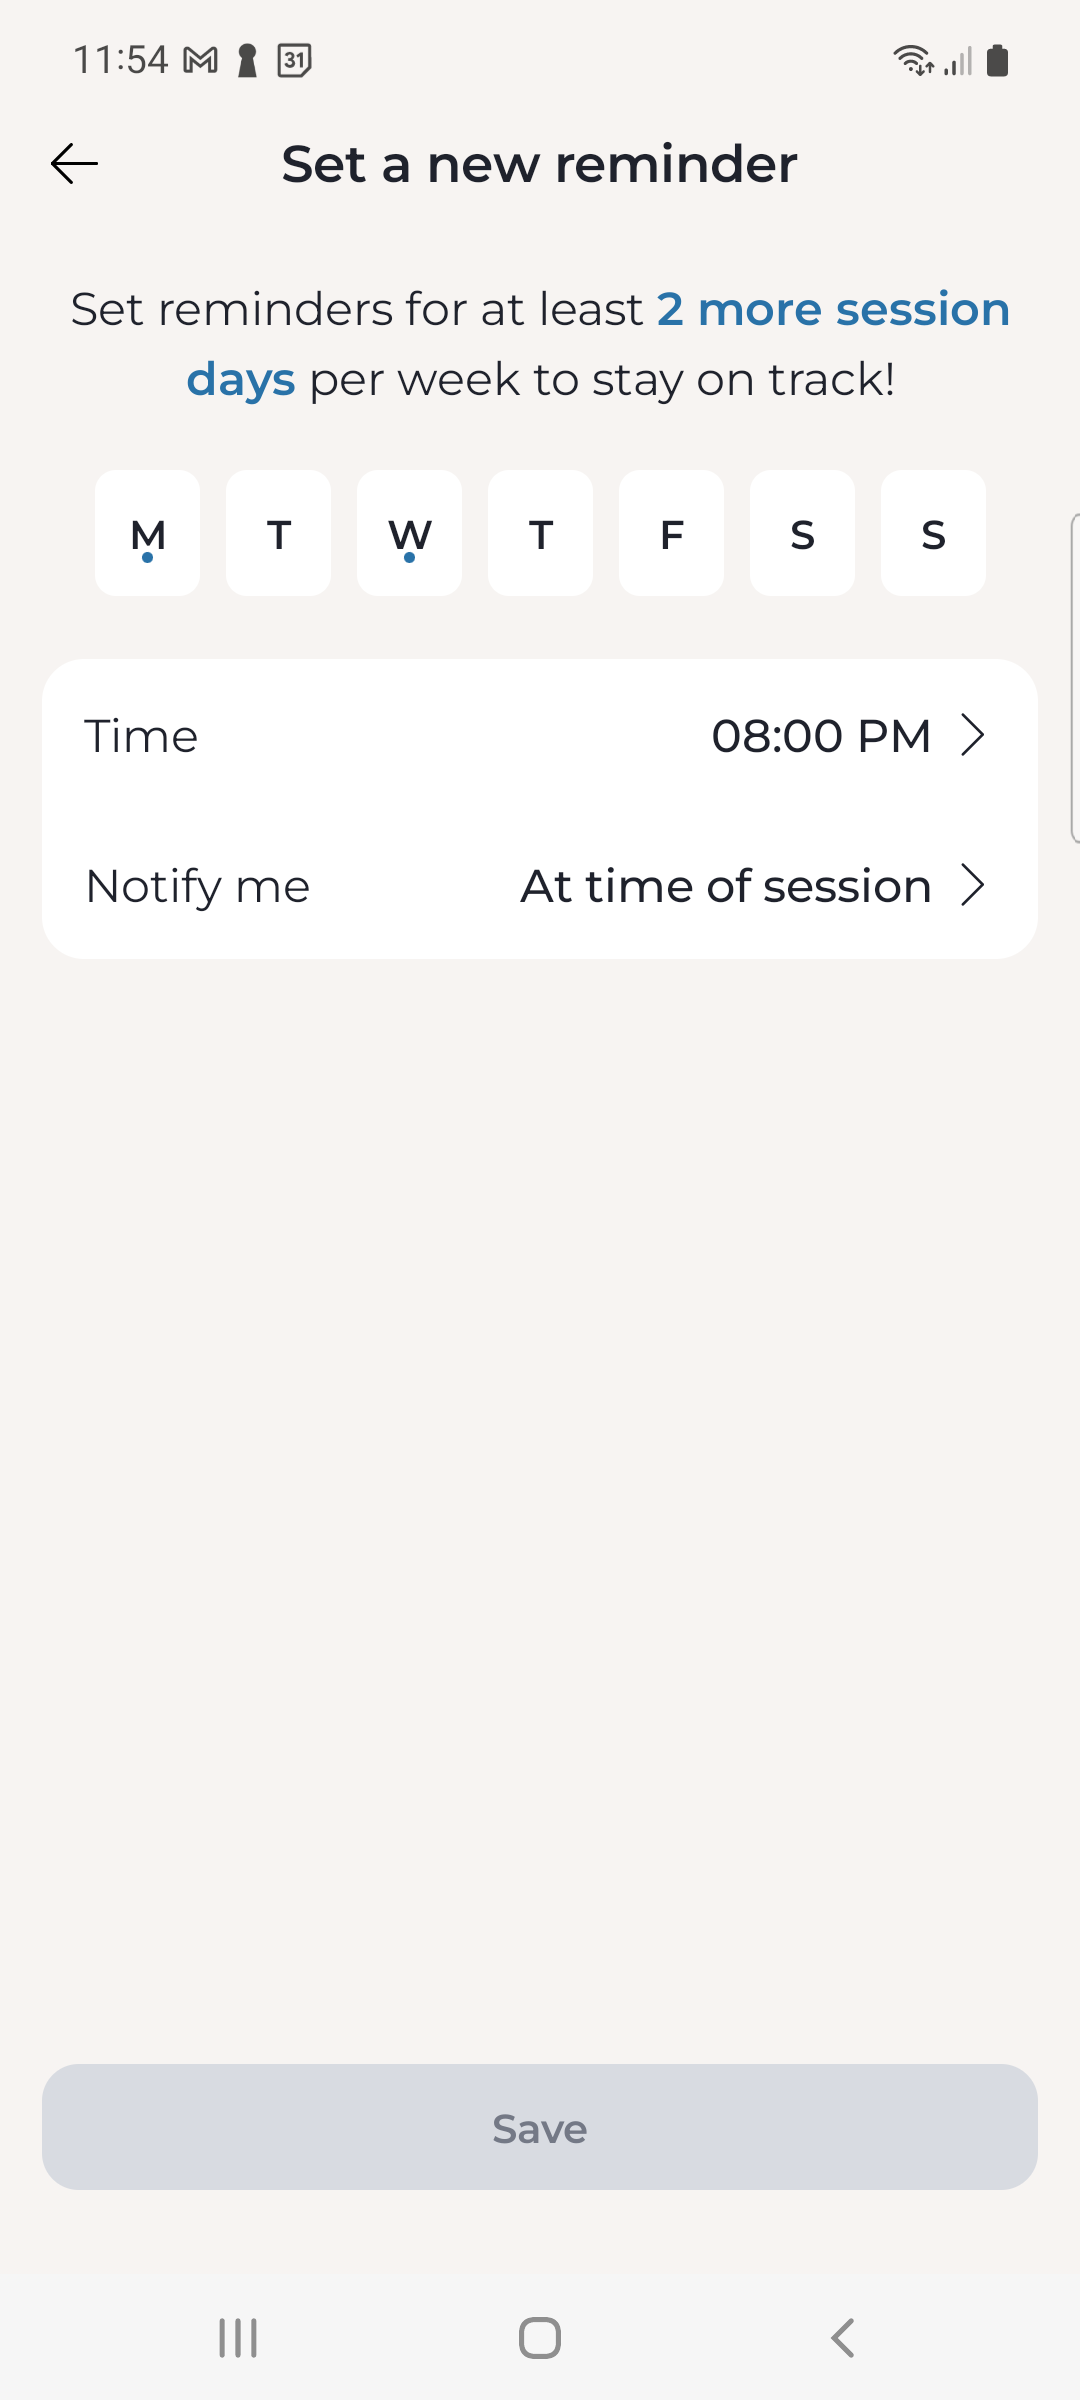 11:54
31
Set a new reminder
Set reminders for at least 2 more session
days per week to stay on track!
M T W T F S S
Time 08:00 PM
Notify me At time of session
Save